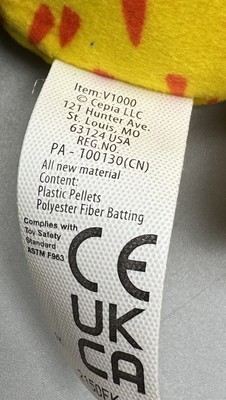 Item:V1000
© Cepia LLC
121 Hunter Ave.
St. Louis, MO
63124 USA
REG.NO.
PA - 100130(CN)
All new material
Content:
Plastic Pellets
Polyester Fiber Batting
Complies with
Toy Safety
Standard
ASTM F963
CE
UK
CA